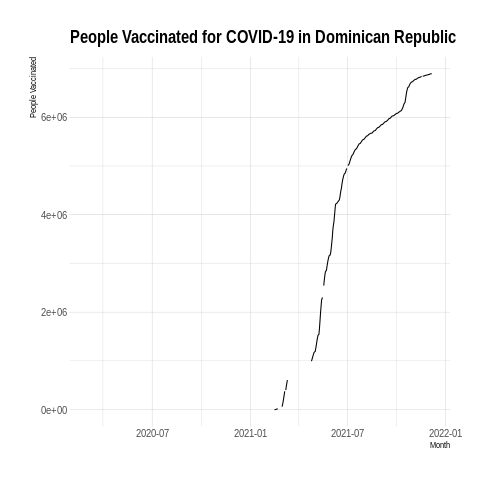 People Vaccinated for COVID-19 in Dominican Republic
People Vaccinated
6e+06
4e+06
2e+06
0e+00
2020-07
2021-01
2021-07
2022-01
Month